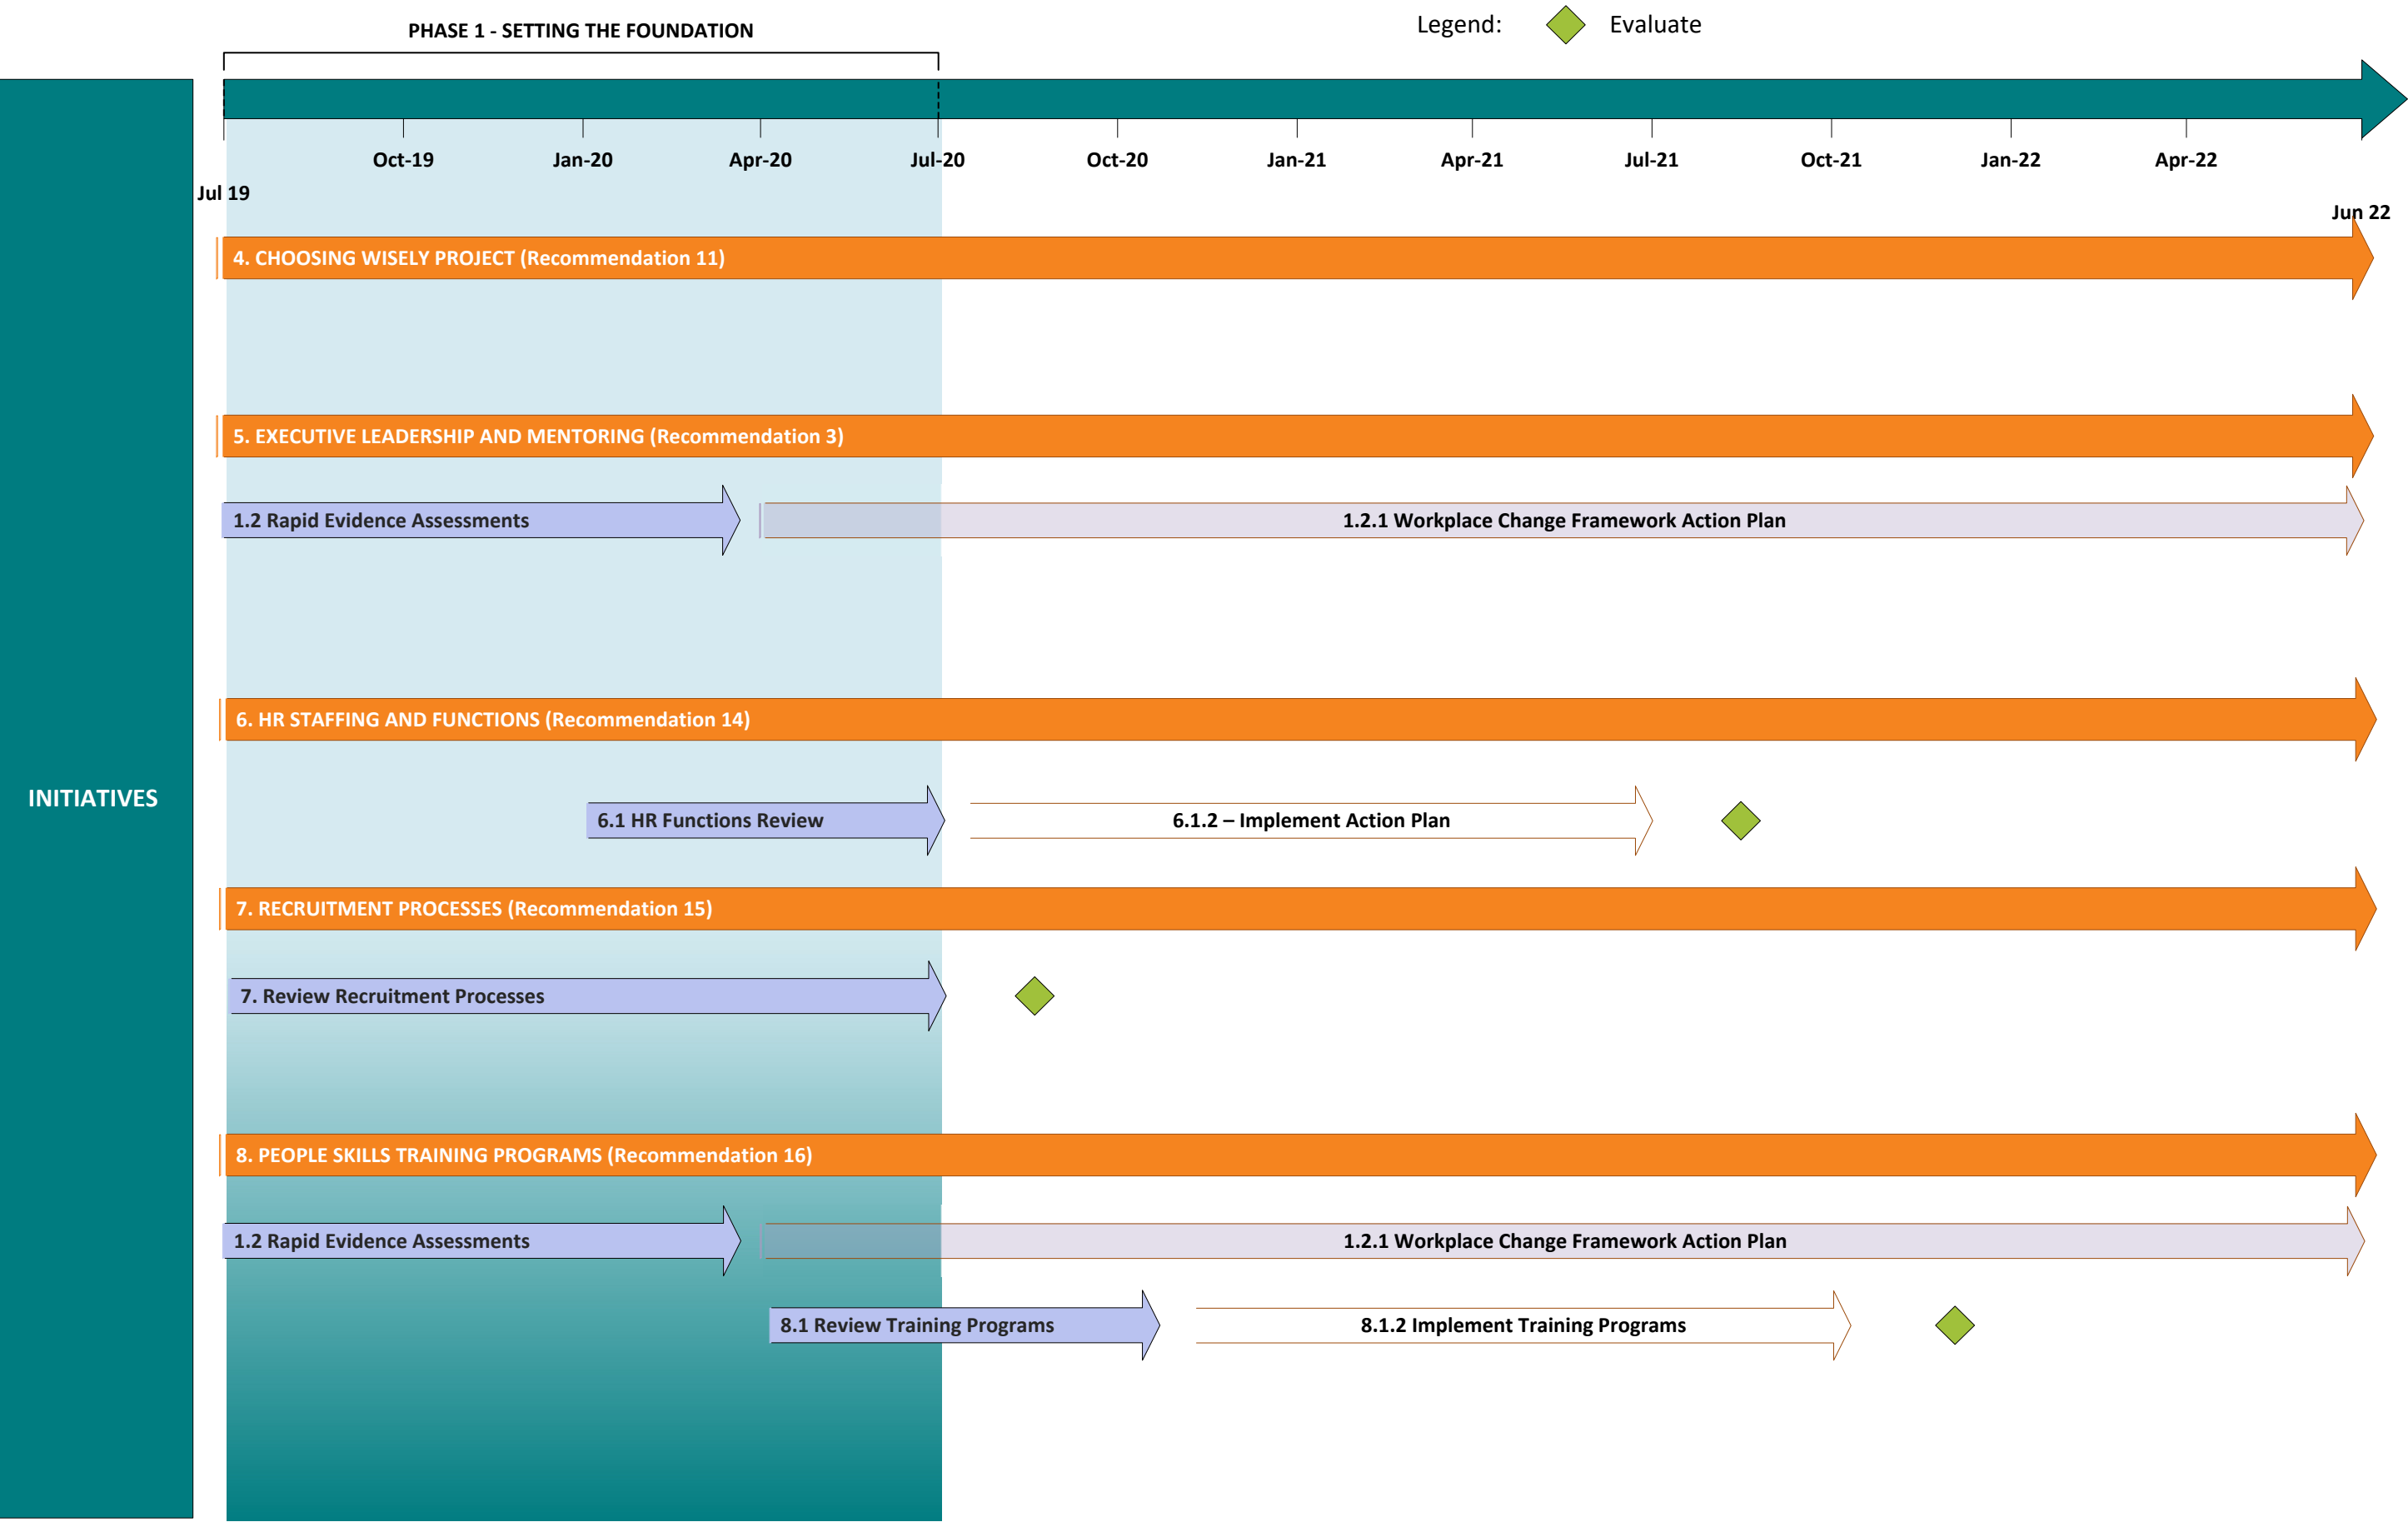 PHASE 1 - SETTING THE FOUNDATION
Legend: Evaluate
Oct-19 Jan-20 Apr-20 Jul-20 Oct-20 Jan-21 Apr-21 Jul-21 Oct-21 Jan-22 Apr-22
Jul 19
Jun 22
4. CHOOSING WISELY PROJECT (Recommendation 11)
5. EXECUTIVE LEADERSHIP AND MENTORING (Recommendation 3)
1.2 Rapid Evidence Assessments
1.2.1 Workplace Change Framework Action Plan
6. HR STAFFING AND FUNCTIONS (Recommendation 14)
INITIATIVES
6.1 HR Functions Review
6.1.2 – Implement Action Plan
7. RECRUITMENT PROCESSES (Recommendation 15)
7. Review Recruitment Processes
8. PEOPLE SKILLS TRAINING PROGRAMS (Recommendation 16)
1.2 Rapid Evidence Assessments
1.2.1 Workplace Change Framework Action Plan
8.1 Review Training Programs
8.1.2 Implement Training Programs